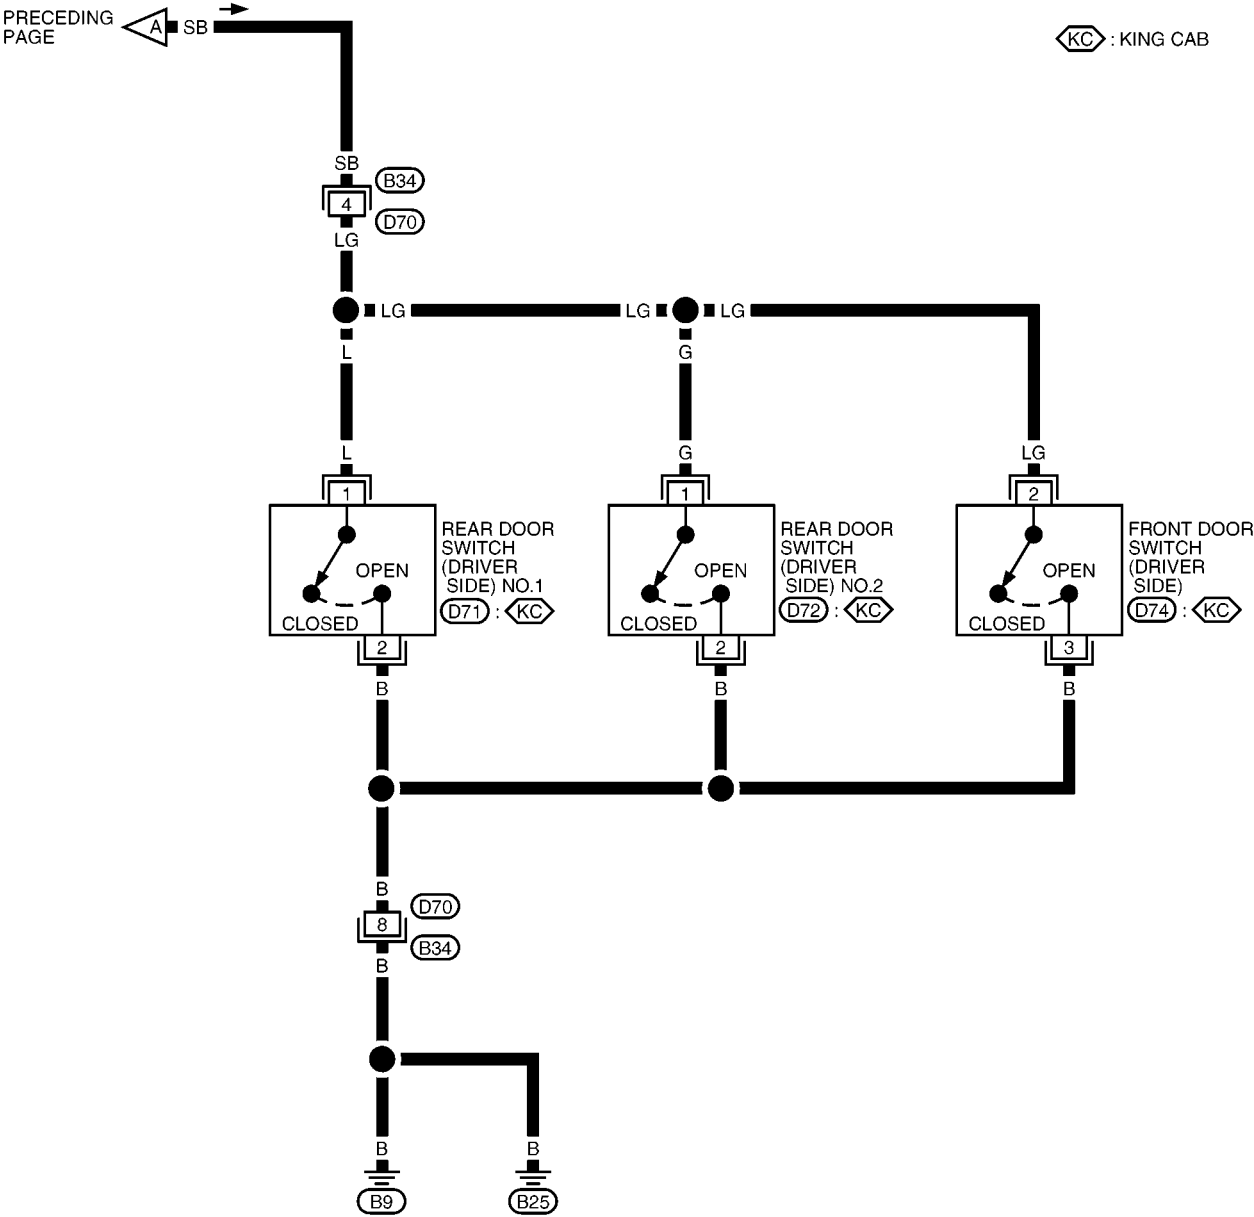 PRECEDING
PAGE
A
SB
KC : KING CAB
SB
B34
4
D70
LG
LG
LG
LG
L
G
L
G
LG
1
1
2
REAR DOOR
SWITCH
(DRIVER
SIDE) NO.1
D71 : KC
OPEN
CLOSED
REAR DOOR
SWITCH
(DRIVER
SIDE) NO.2
D72 : KC
OPEN
CLOSED
FRONT DOOR
SWITCH
(DRIVER
SIDE)
D74 : KC
OPEN
CLOSED
2
2
3
B
B
B
B
D70
8
B34
B
B
B
B9
B25